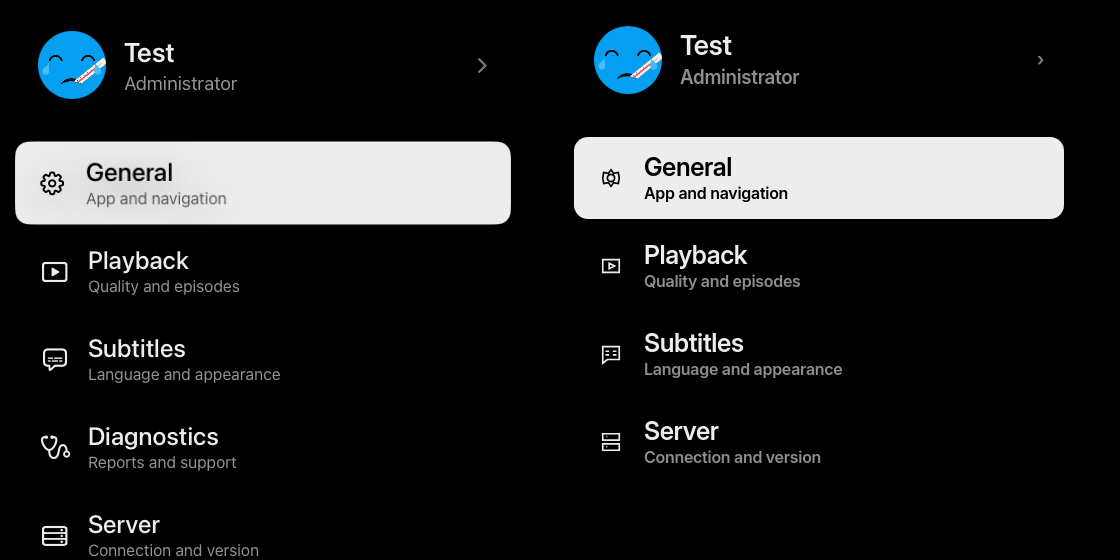 Test
Administrator
General
App and navigation
Playback
Quality and episodes
Subtitles
Language and appearance
Diagnostics
Reports and support
Server
Connection and version
Test
Administrator
General
App and navigation
Playback
Quality and episodes
Subtitles
Language and appearance
Server
Connection and version